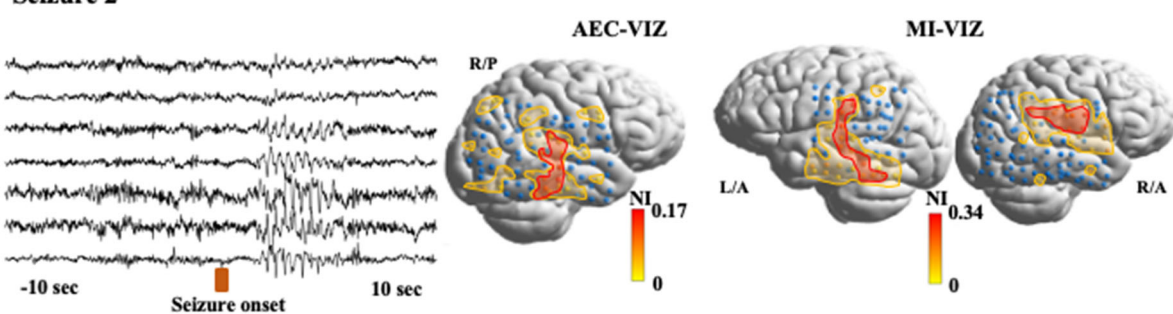 Seizure 2
AEC-VIZ
MI-VIZ
R/P
L/A
R/A
NI
0.17
0
NI
0.34
0
-10 sec
10 sec
Seizure onset